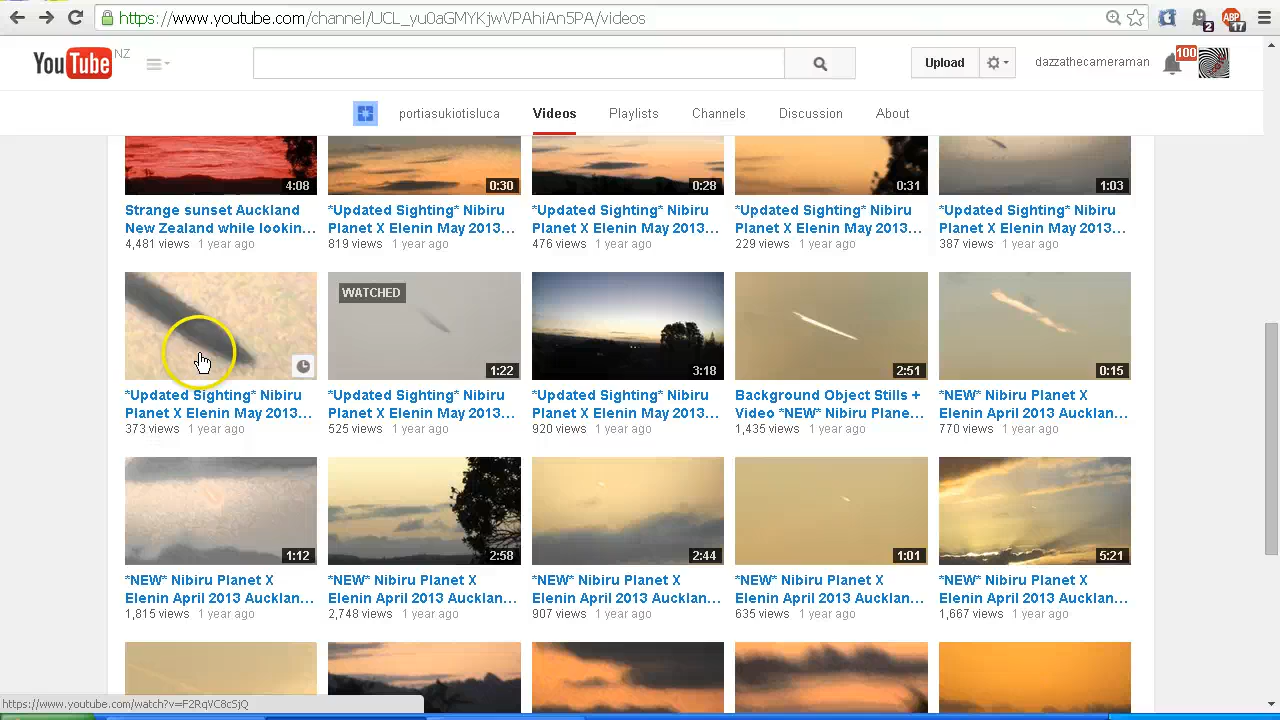 https://www.youtube.com/channel/UCL_yu0aGMYKjwVPAhiArTPA/videos
2
ABP
17
YouTube NZ
Upload
dazzathecameraman
100
portiasukiotisluca
Videos
Playlists
Channels
Discussion
About
4:08
0:30
0:28
0:31
1:03
Strange sunset Auckland
New Zealand while lookin...
4,481 views 1 year ago
*Updated Sighting* Nibiru
Planet X Elenin May 2013...
819 views 1 year ago
*Updated Sighting* Nibiru
Planet X Elenin May 2013...
476 views 1 year ago
*Updated Sighting* Nibiru
Planet X Elenin May 2013...
229 views 1 year ago
*Updated Sighting* Nibiru
Planet X Elenin May 2013...
387 views 1 year ago
WATCHED
1:22
3:18
2:51
0:15
*Updated Sighting* Nibiru
Planet X Elenin May 2013...
373 views 1 year ago
*Updated Sighting* Nibiru
Planet X Elenin May 2013...
525 views 1 year ago
*Updated Sighting* Nibiru
Planet X Elenin May 2013...
920 views 1 year ago
Background Object Stills +
Video *NEW* Nibiru Plane...
1,435 views 1 year ago
*NEW* Nibiru Planet X
Elenin April 2013 Aucklan...
770 views 1 year ago
1:12
2:58
2:44
1:01
5:21
*NEW* Nibiru Planet X
Elenin April 2013 Aucklan...
1,815 views 1 year ago
*NEW* Nibiru Planet X
Elenin April 2013 Aucklan...
2,748 views 1 year ago
*NEW* Nibiru Planet X
Elenin April 2013 Aucklan...
907 views 1 year ago
*NEW* Nibiru Planet X
Elenin April 2013 Aucklan...
635 views 1 year ago
*NEW* Nibiru Planet X
Elenin April 2013 Aucklan...
1,667 views 1 year ago